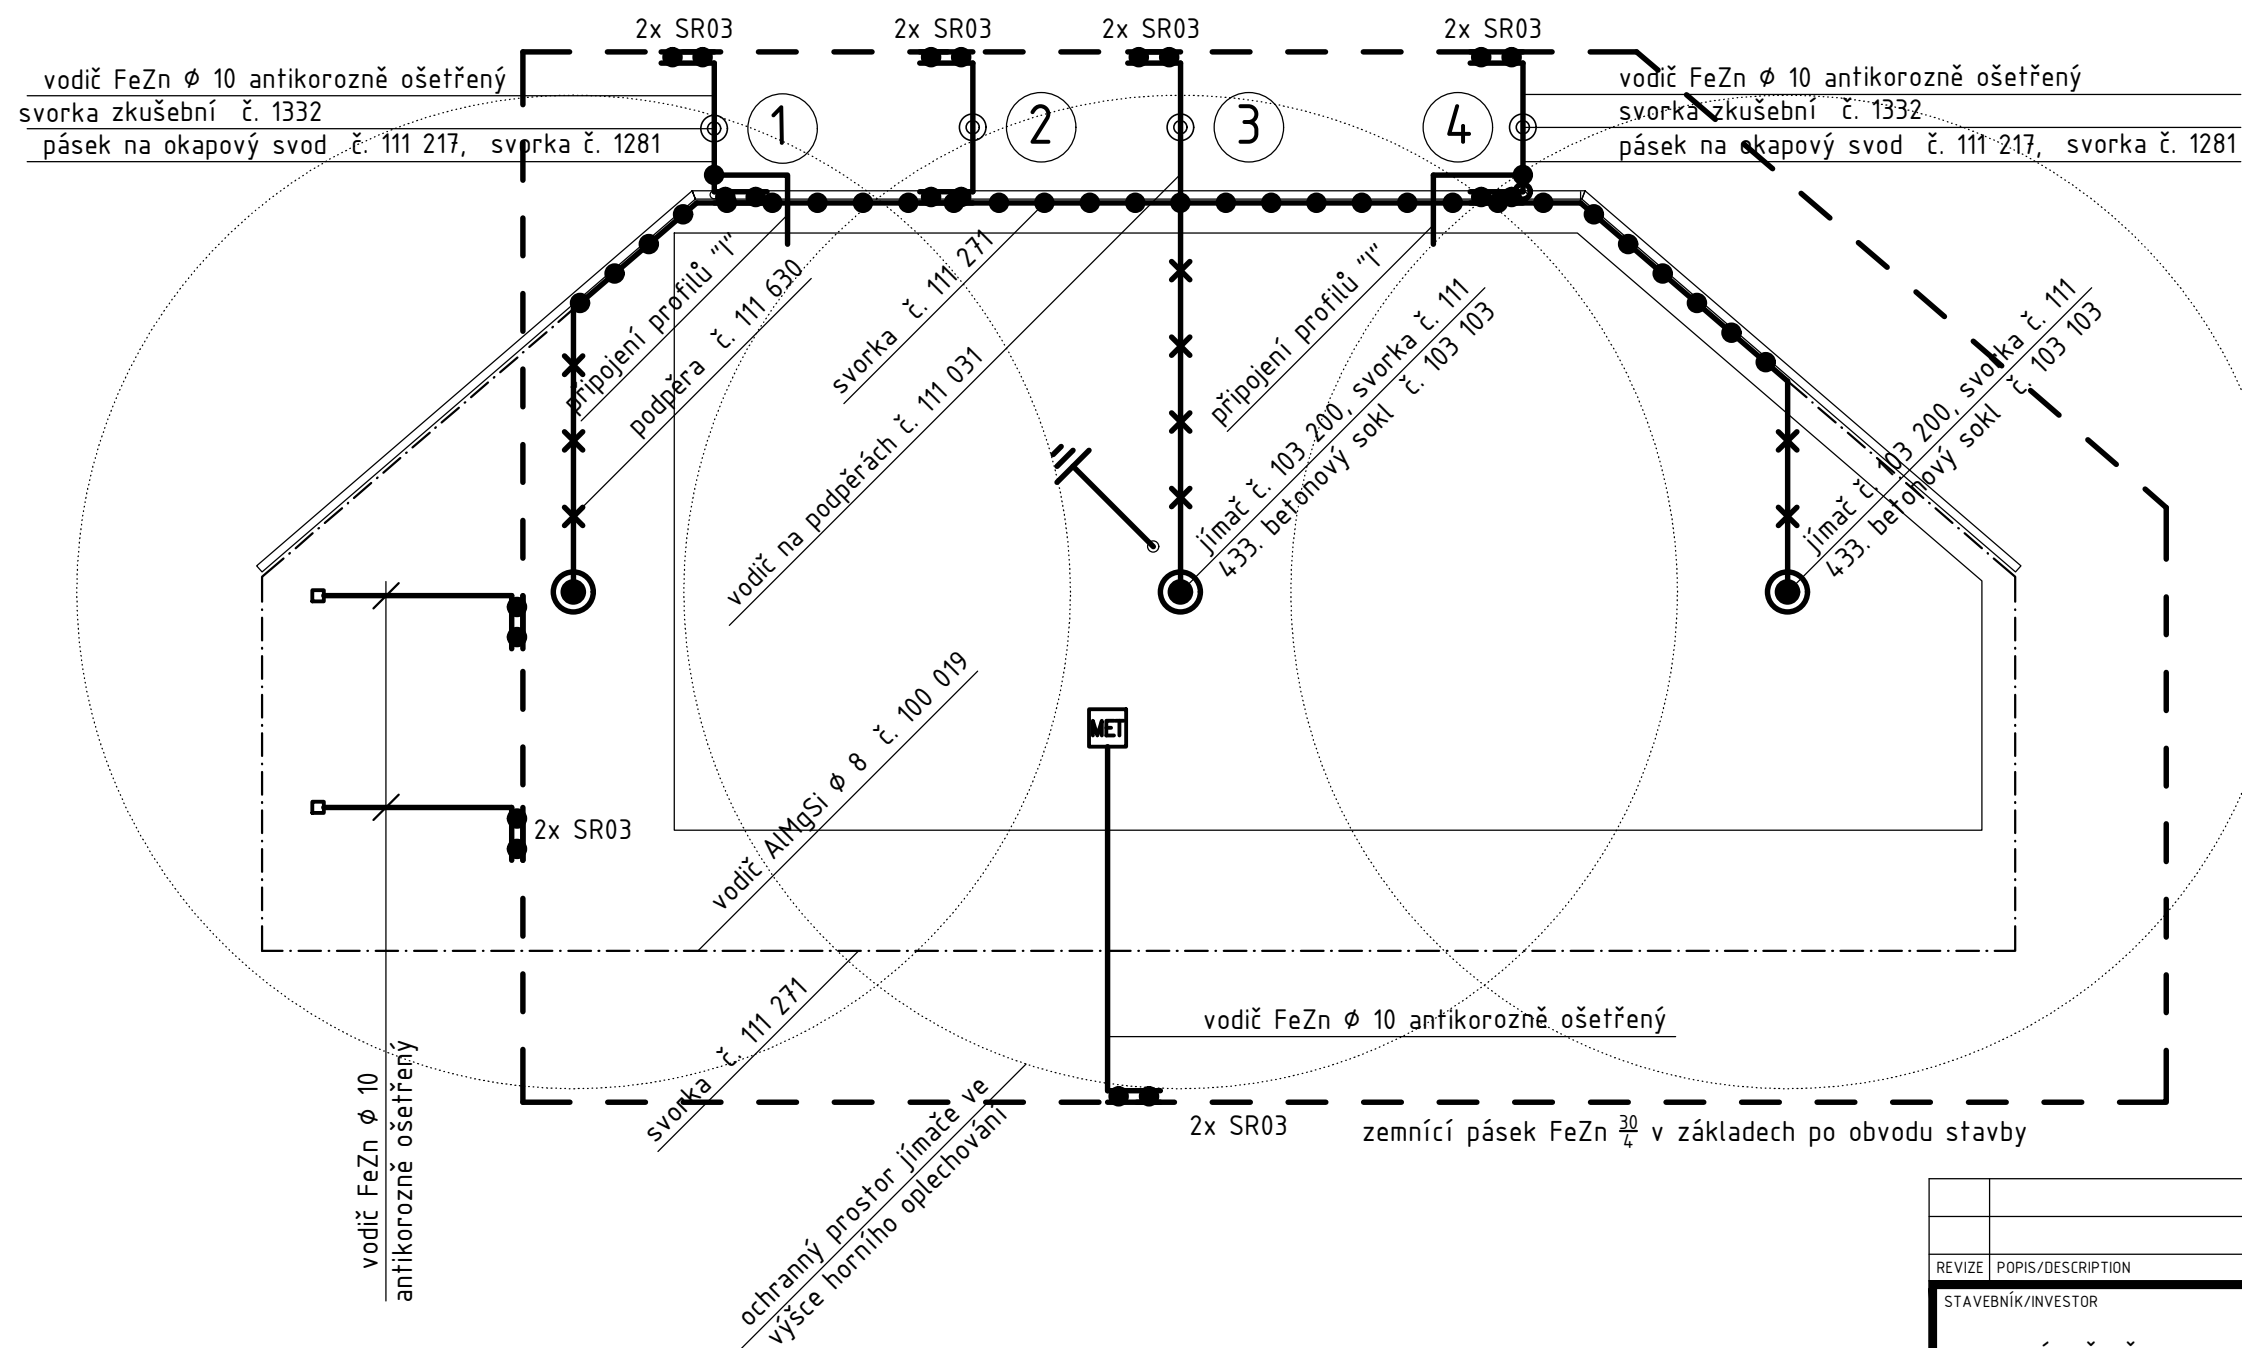 2x SR03
2x SR03
2x SR03
2x SR03
vodič FeZn Ø 10 antikorozně ošetřený
svorka zkušební č. 1332
pásek na okapový svod č. 111 217, svorka č. 1281
1
2
3
4
vodič FeZn Ø 10 antikorozně ošetřený
svorka zkušební č. 1332
pásek na okapový svod č. 111 217, svorka č. 1281
připojení profilů "I"
podpěra č. 111 630
svorka č. 111 271
vodič na podpěrách č. 111 031
připojení profilů "I"
jímač č. 103 200, svorka č. 111
433. betonový sokl č. 103 103
jímač č. 103 200, svorka č. 111
433. betonový sokl č. 103 103
MET
2x SR03
vodič AlMgSi Ø 8 č. 100 019
svorka č. 111 271
vodič FeZn Ø 10 antikorozně ošetřený
vodič FeZn Ø 10
antikorozně ošetřený
2x SR03
zemnící pásek FeZn 30/4 v základech po obvodu stavby
ochranný prostor jímače ve
výšce horního oplechování
REVIZE POPIS/DESCRIPTION
STAVEBNÍK/INVESTOR